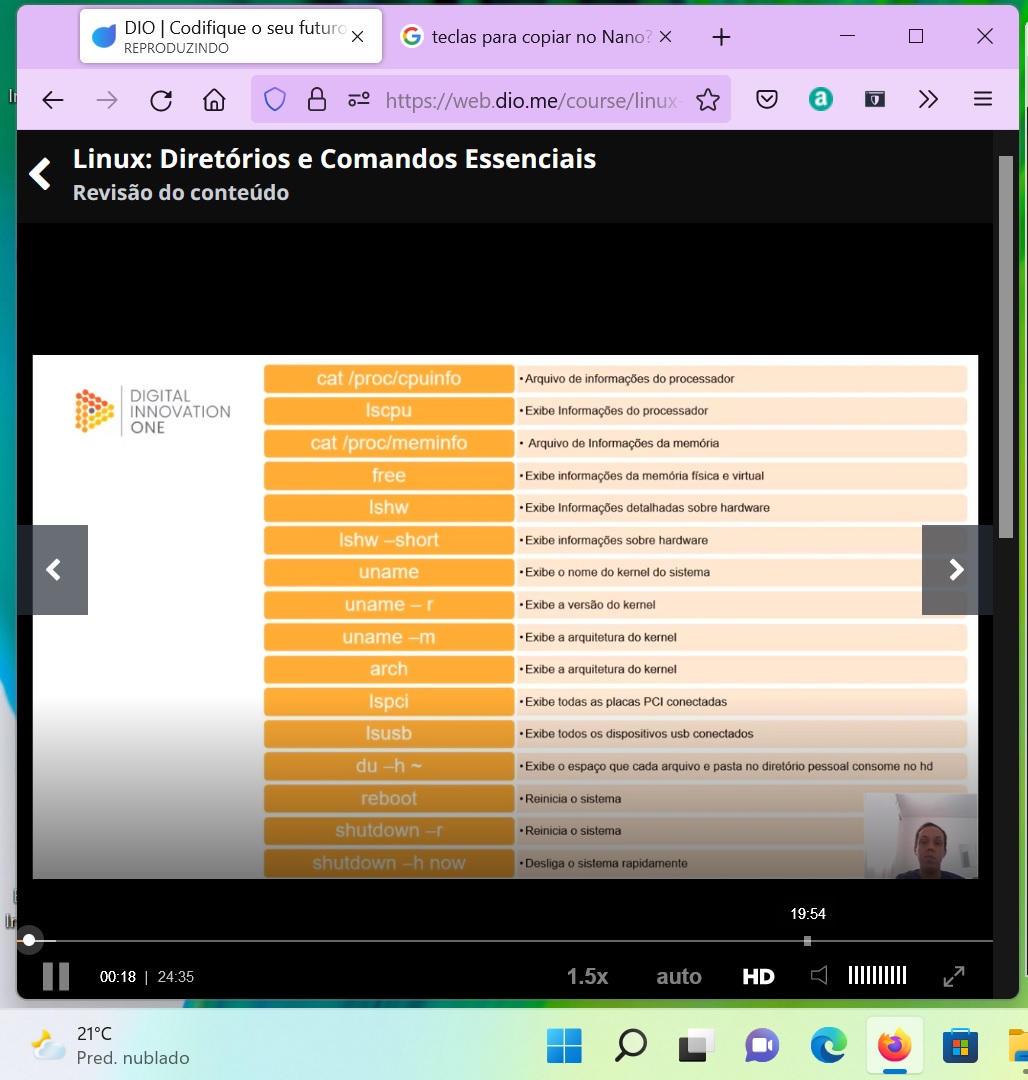 DIO | Codifique o seu futuro
REPRODUZINDO
teclas para copiar no Nano?
https://web.dio.me/course/linux-
Linux: Diretórios e Comandos Essenciais
Revisão do conteúdo
DIGITAL
INNOVATION
ONE
cat /proc/cpuinfo •Arquivo de informações do processador
lscpu •Exibe Informações do processador
cat /proc/meminfo • Arquivo de Informações da memória
free •Exibe informações da memória física e virtual
lshw •Exibe Informações detalhadas sobre hardware
lshw –short •Exibe informações sobre hardware
uname •Exibe o nome do kernel do sistema
uname – r •Exibe a versão do kernel
uname –m •Exibe a arquitetura do kernel
arch •Exibe a arquitetura do kernel
lspci •Exibe todas as placas PCI conectadas
lsusb •Exibe todos os dispositivos usb conectados
du –h ~ •Exibe o espaço que cada arquivo e pasta no diretório pessoal consome no hd
reboot •Reinicia o sistema
shutdown –r •Reinicia o sistema
shutdown –h now •Desliga o sistema rapidamente
19:54
00:18 | 24:35 1.5x auto HD
21°C
Pred. nublado